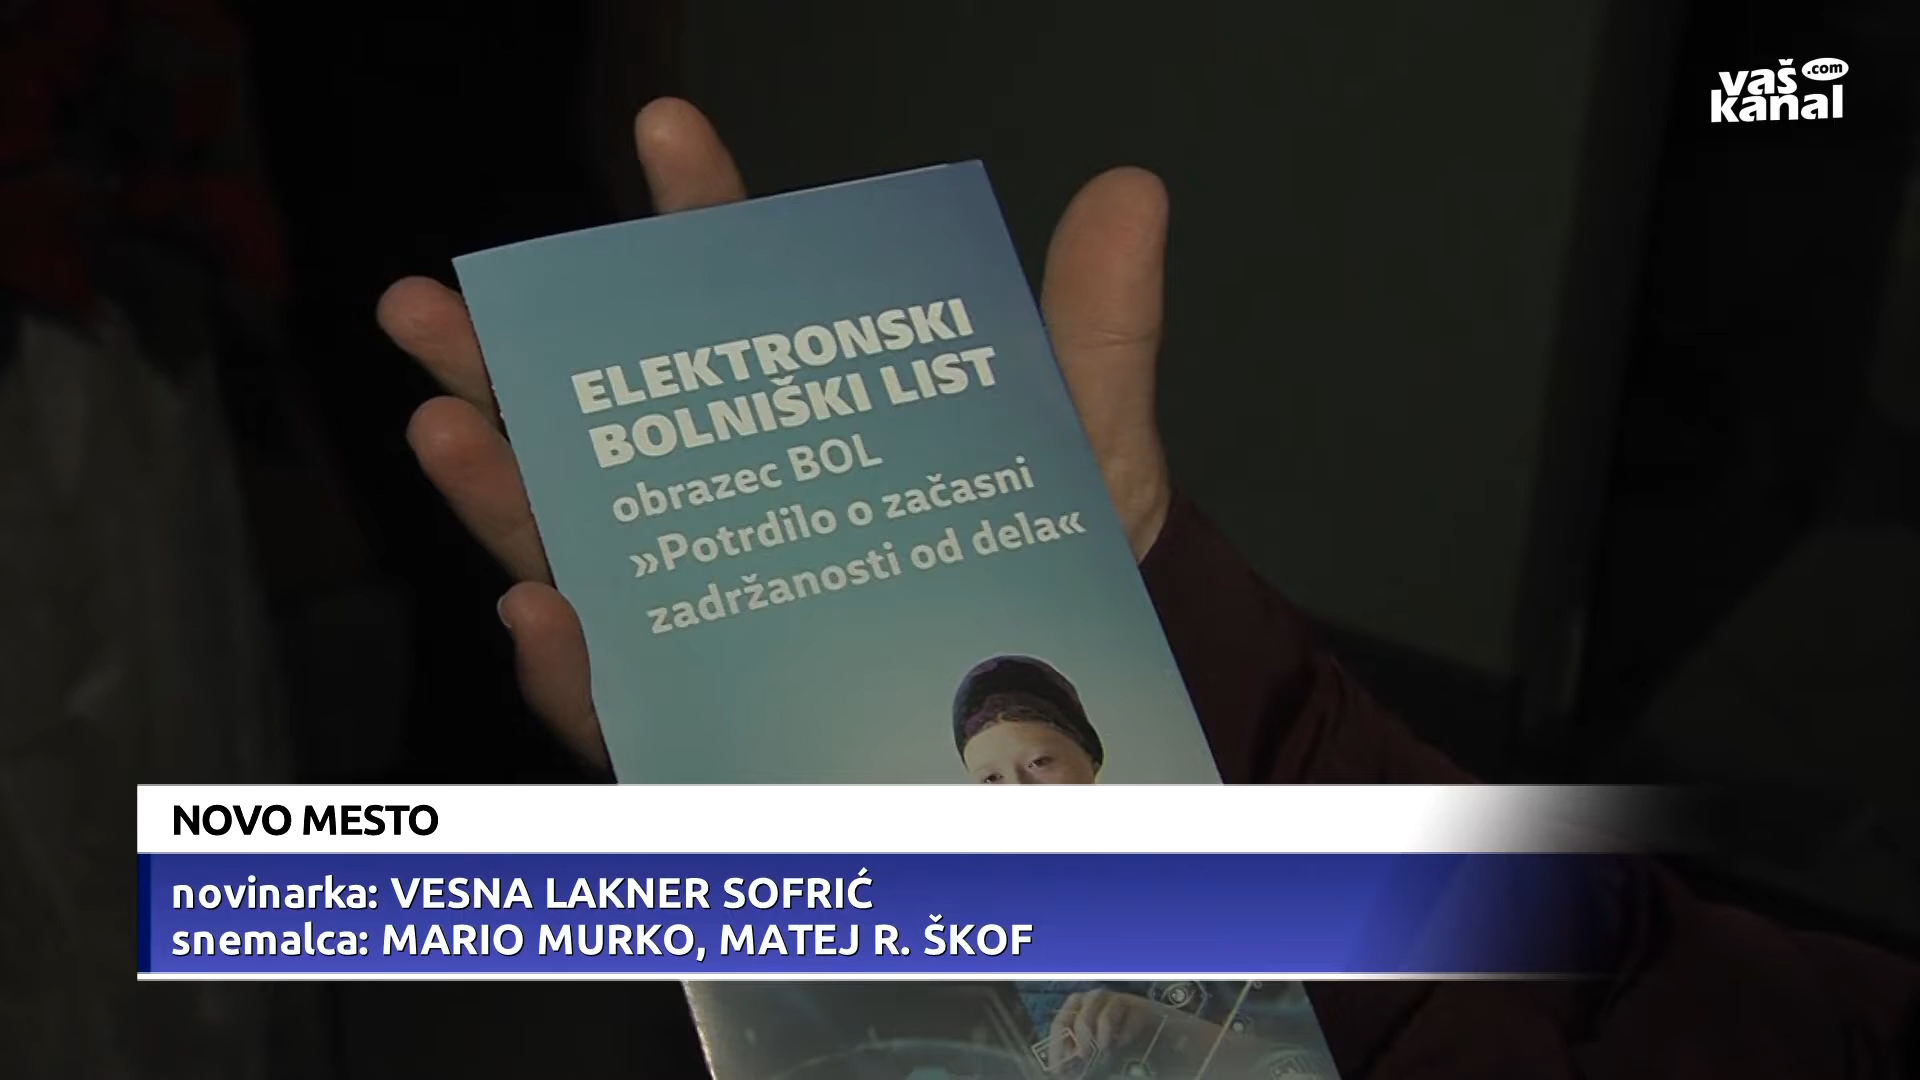 vaš .com
kanal
ELEKTRONSKI
BOLNIŠKI LIST
obrazec BOL
»Potrdilo o začasni
zadržanosti od dela«
NOVO MESTO
novinarka: VESNA LAKNER SOFRIĆ
snemalca: MARIO MURKO, MATEJ R. ŠKOF